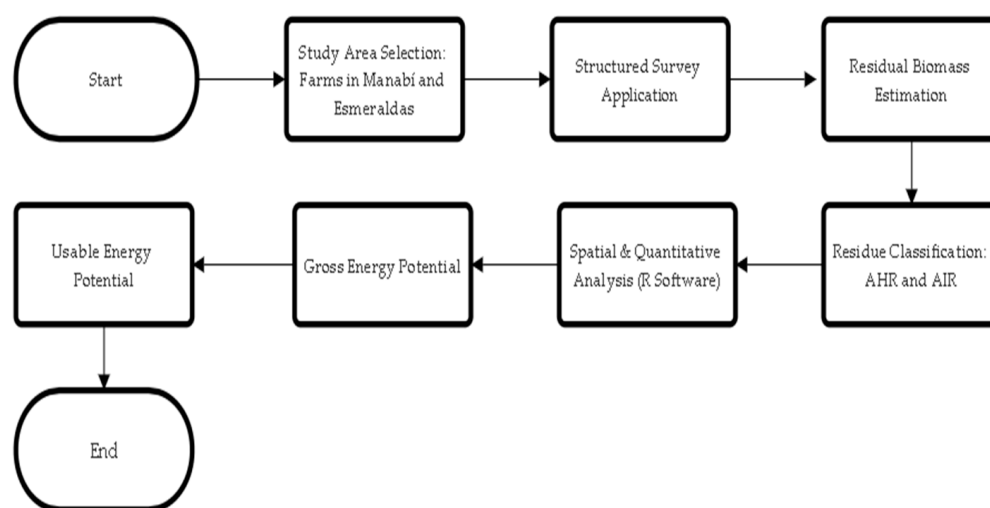 Start
Study Area Selection:
Farms in Manabí and
Esmeraldas
Structured Survey
Application
Residual Biomass
Estimation
Residue Classification:
AHR and AIR
Spatial & Quantitative
Analysis (R Software)
Gross Energy Potential
Usable Energy
Potential
End